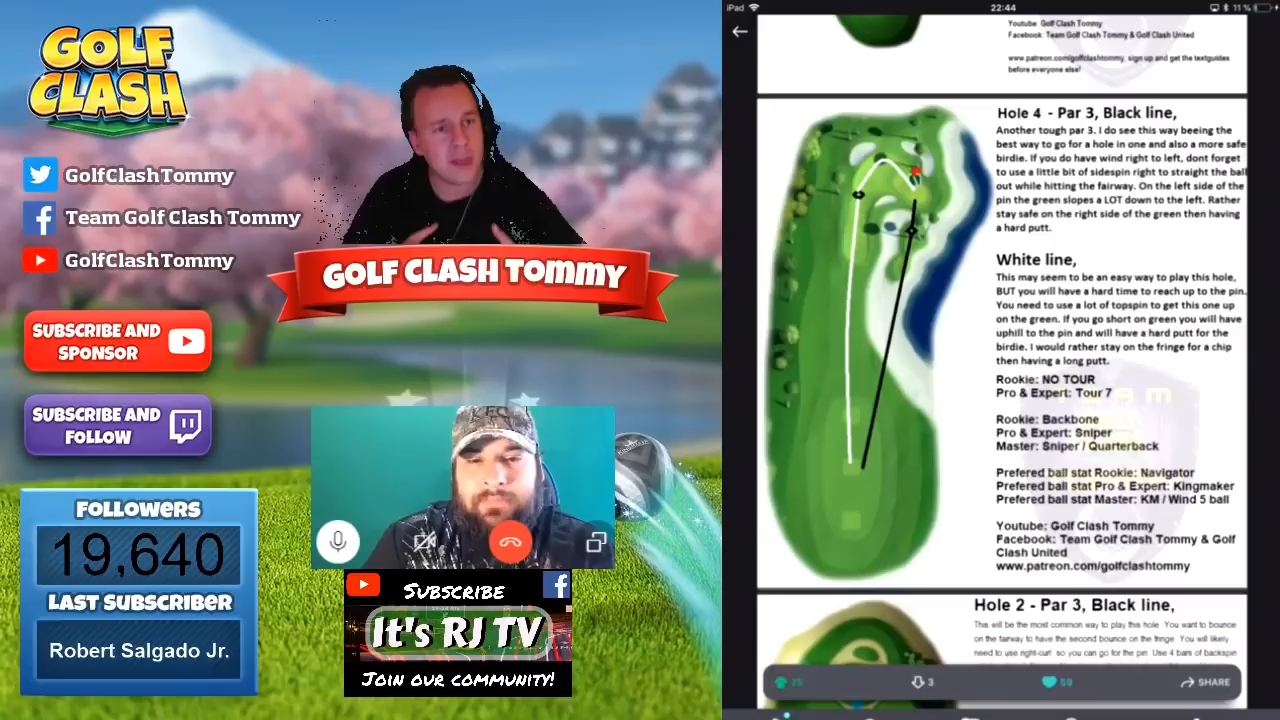 GOLF
CLASH
GolfClashTommy
Team Golf Clash Tommy
GolfClashTommy
SUBSCRIBE AND
SPONSOR
SUBSCRIBE AND
FOLLOW
FOLLOWERS
19,640
LAST SUBSCRIBER
Robert Salgado Jr.
GOLF CLASH TOMMY
SUBSCRIBE
IT'S RJ TV
JOIN OUR COMMUNITY!
iPad
22:44
11 %
Youtube: Golf Clash Tommy
Facebook: Team Golf Clash Tommy & Golf Clash United
www.patreon.com/golfclashtommy, sign up and get the textguides
before everyone else!
Hole 4 - Par 3, Black line,
Another tough par 3. I do see this way beeing the
best way to go for a hole in one and also a more safe
birdie. If you do have wind right to left, dont forget
to use a little bit of sidespin right to straight the ball
out while hitting the fairway. On the left side of the
pin the green slopes a LOT down to the left. Rather
stay safe on the right side of the green then having
a hard putt.
White line,
This may seem to be an easy way to play this hole,
BUT you will have a hard time to reach up to the pin.
You need to use a lot of topspin to get this one up
on the green. If you go short on green you will have
uphill to the pin and will have a hard putt for the
birdie. I would rather stay on the fringe for a chip
then having a long putt.
Rookie: NO TOUR
Pro & Expert: Tour 7
Rookie: Backbone
Pro & Expert: Sniper
Master: Sniper / Quarterback
Prefered ball stat Rookie: Navigator
Prefered ball stat Pro & Expert: Kingmaker
Prefered ball stat Master: KM / Wind 5 ball
Youtube: Golf Clash Tommy
Facebook: Team Golf Clash Tommy & Golf
Clash United
www.patreon.com/golfclashtommy
Hole 2 - Par 3, Black line,
This will be the most common way to play this hole. You want to bounce
on the fairway to have the second bounce on the fringe. You will likely
need to use right-curl so you can go for the pin. Use 4 bars of backspin
25
3
59
SHARE